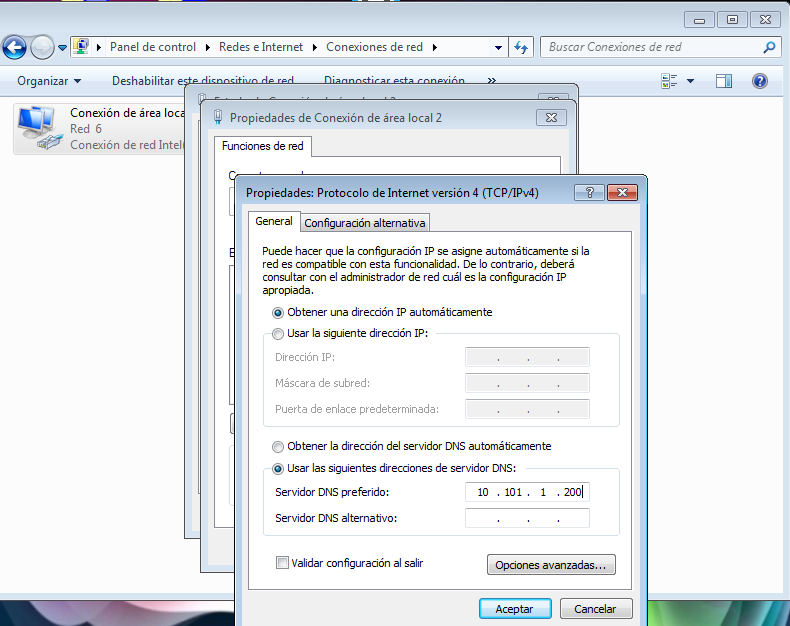 Panel de control
Redes e Internet
Conexiones de red
Buscar Conexiones de red
Organizar
Deshabilitar este dispositivo de red
Diagnosticar esta conexión
»
Conexión de área loca
Red 6
Conexión de red Intel
Propiedades de Conexión de área local 2
Funciones de red
Propiedades: Protocolo de Internet versión 4 (TCP/IPv4)
General
Configuración alternativa
Puede hacer que la configuración IP se asigne automáticamente si la
red es compatible con esta funcionalidad. De lo contrario, deberá
consultar con el administrador de red cuál es la configuración IP
apropiada.
Obtener una dirección IP automáticamente
Usar la siguiente dirección IP:
Dirección IP:
. . .
Máscara de subred:
. . .
Puerta de enlace predeterminada:
. . .
Obtener la dirección del servidor DNS automáticamente
Usar las siguientes direcciones de servidor DNS:
Servidor DNS preferido:
10 . 101 . 1 . 200
Servidor DNS alternativo:
. . .
Validar configuración al salir
Opciones avanzadas...
Aceptar
Cancelar